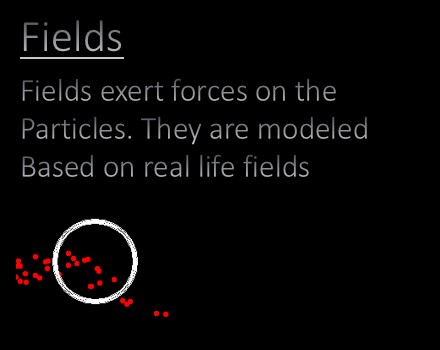 Fields
Fields exert forces on the
Particles. They are modeled
Based on real life fields